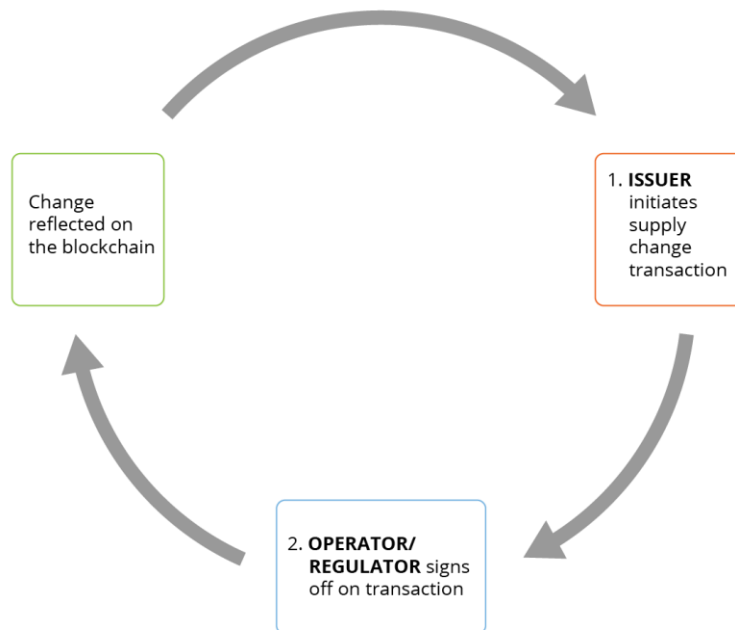 Change
reflected on
the blockchain
1. ISSUER
initiates
supply
change
transaction
2. OPERATOR/
REGULATOR signs
off on transaction